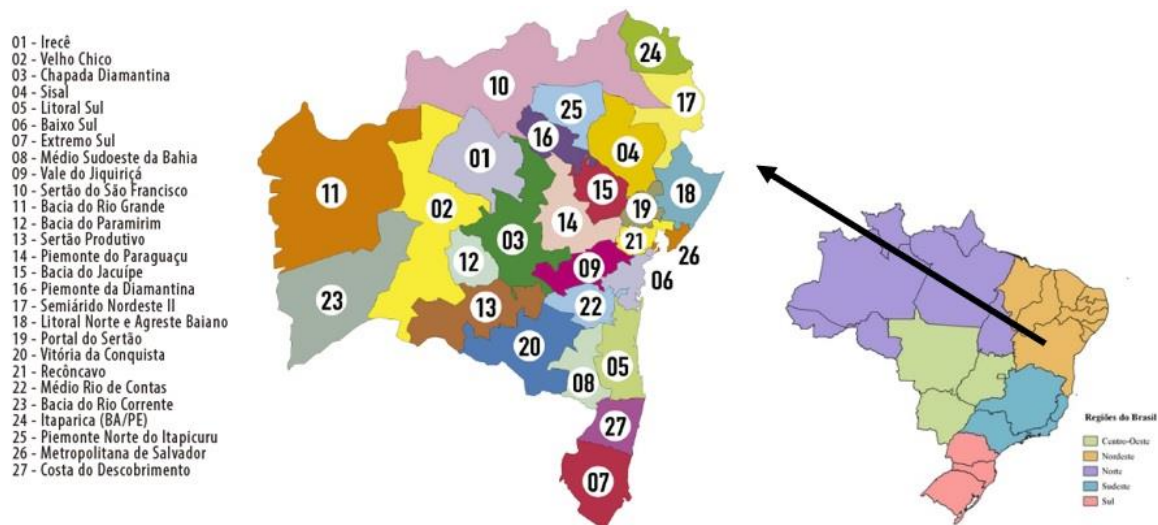 01 - Irecê
02 - Velho Chico
03 - Chapada Diamantina
04 - Sisal
05 - Litoral Sul
06 - Baixo Sul
07 - Extremo Sul
08 - Médio Sudoeste da Bahia
09 - Vale do Jiquiriçá
10 - Sertão do São Francisco
11 - Bacia do Rio Grande
12 - Bacia do Paramirim
13 - Sertão Produtivo
14 - Piemonte do Paraguaçu
15 - Bacia do Jacuípe
16 - Piemonte da Diamantina
17 - Semiárido Nordeste II
18 - Litoral Norte e Agreste Baiano
19 - Portal do Sertão
20 - Vitória da Conquista
21 - Recôncavo
22 - Médio Rio de Contas
23 - Bacia do Rio Corrente
24 - Itaparica (BA/PE)
25 - Piemonte Norte do Itapicuru
26 - Metropolitana de Salvador
27 - Costa do Descobrimento
24
10
17
25
16
01
04
15
11
18
02
19
14
03
21
26
12
09
06
23
13
22
20
05
08
27
07
Regiões do Brasil
Centro-Oeste
Nordeste
Norte
Sudeste
Sul